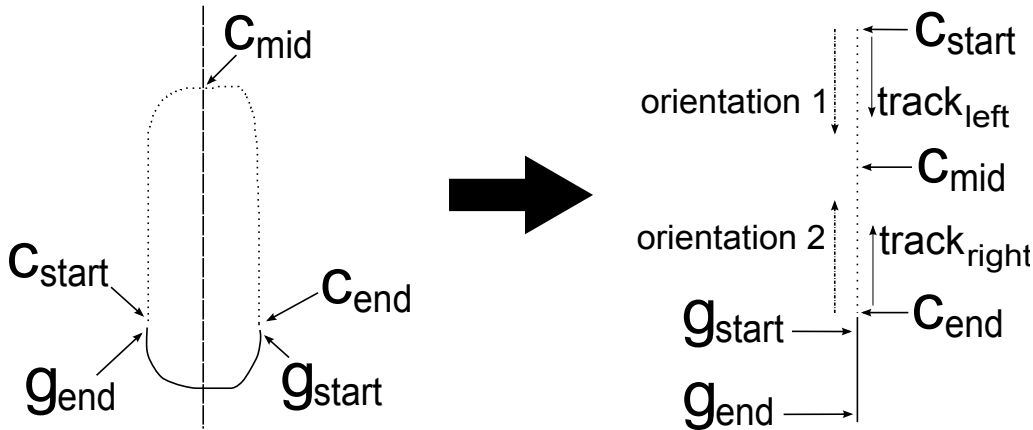 c_mid
c_start
c_end
g_end
g_start
c_start
orientation 1
track_left
c_mid
orientation 2
track_right
g_start
c_end
g_end